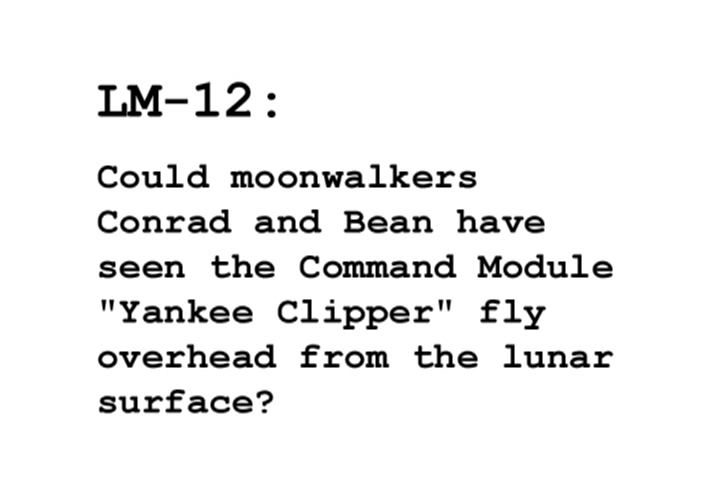 LM-12:
Could moonwalkers
Conrad and Bean have
seen the Command Module
"Yankee Clipper" fly
overhead from the lunar
surface?